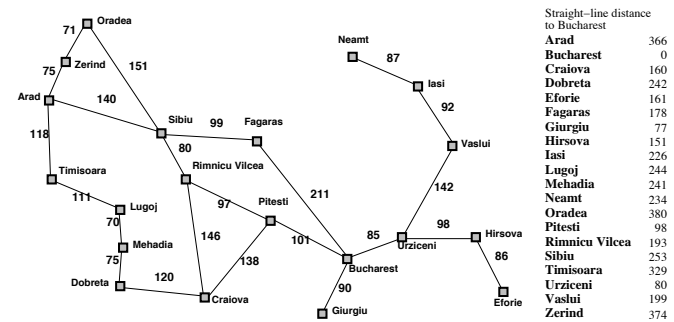 Oradea
71
Zerind
75
151
Arad
140
118
Sibiu
99
Fagaras
80
Rimnicu Vilcea
Timisoara
111
Lugoj
70
Mehadia
75
Dobreta
120
Craiova
146
97
Pitesti
138
101
211
Bucharest
90
Giurgiu
85
Urziceni
98
Hirsova
86
Eforie
142
Vaslui
92
Iasi
87
Neamt
Straight−line distance
to Bucharest
Arad 366
Bucharest 0
Craiova 160
Dobreta 242
Eforie 161
Fagaras 178
Giurgiu 77
Hirsova 151
Iasi 226
Lugoj 244
Mehadia 241
Neamt 234
Oradea 380
Pitesti 98
Rimnicu Vilcea 193
Sibiu 253
Timisoara 329
Urziceni 80
Vaslui 199
Zerind 374